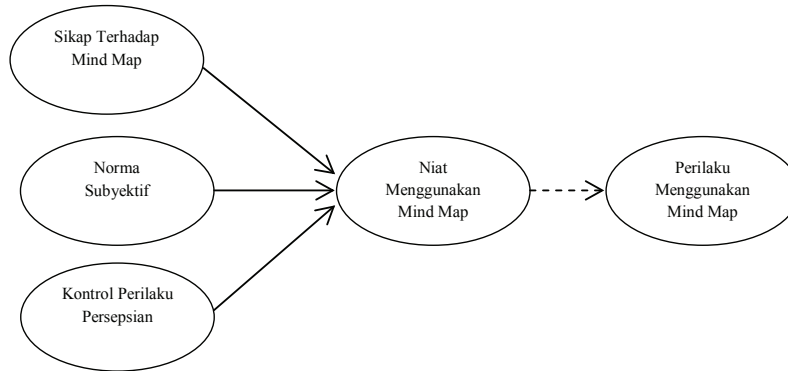 Sikap Terhadap
Mind Map
Norma
Subyektif
Kontrol Perilaku
Persepsian
Niat
Menggunakan
Mind Map
Perilaku
Menggunakan
Mind Map